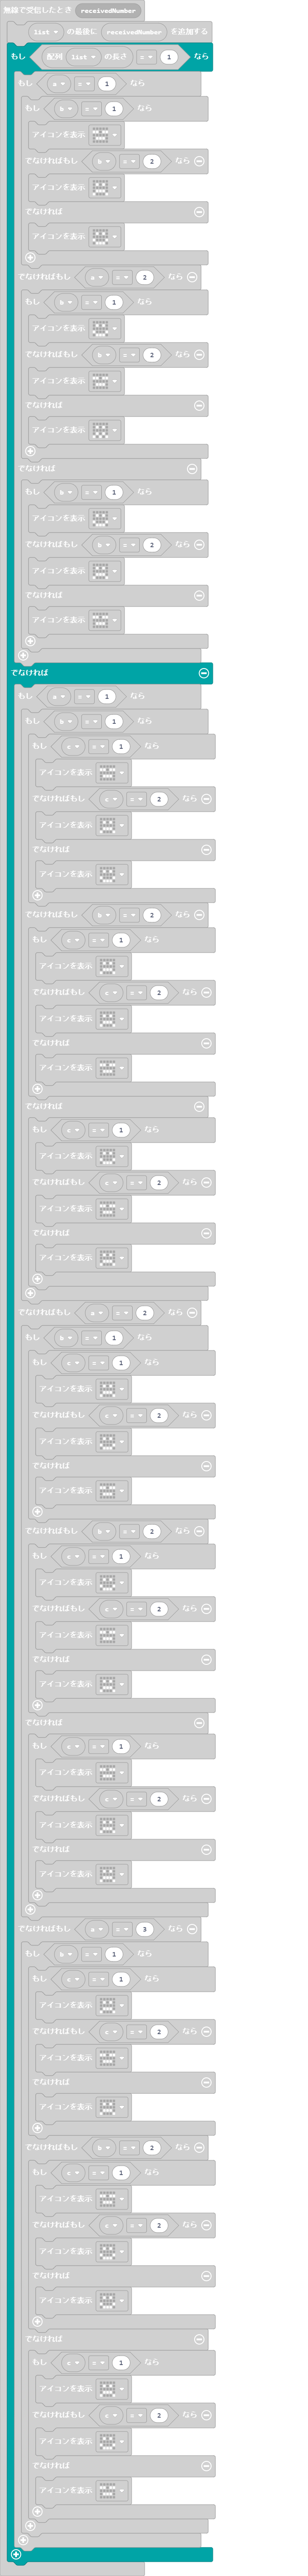 無線で受信したとき receivedNumber
list の最後に receivedNumber を追加する
もし 配列 list の長さ = 1 なら
もし a = 1 なら
もし b = 1 なら
アイコンを表示
でなければもし b = 2 なら
アイコンを表示
でなければ
アイコンを表示
でなければもし a = 2 なら
もし b = 1 なら
アイコンを表示
でなければもし b = 2 なら
アイコンを表示
でなければ
アイコンを表示
でなければ
もし b = 1 なら
アイコンを表示
でなければもし b = 2 なら
アイコンを表示
でなければ
アイコンを表示
でなければ
もし a = 1 なら
もし b = 1 なら
もし c = 1 なら
アイコンを表示
でなければもし c = 2 なら
アイコンを表示
でなければ
アイコンを表示
でなければもし b = 2 なら
もし c = 1 なら
アイコンを表示
でなければもし c = 2 なら
アイコンを表示
でなければ
アイコンを表示
でなければ
もし c = 1 なら
アイコンを表示
でなければもし c = 2 なら
アイコンを表示
でなければ
アイコンを表示
でなければもし a = 2 なら
もし b = 1 なら
もし c = 1 なら
アイコンを表示
でなければもし c = 2 なら
アイコンを表示
でなければ
アイコンを表示
でなければもし b = 2 なら
もし c = 1 なら
アイコンを表示
でなければもし c = 2 なら
アイコンを表示
でなければ
アイコンを表示
でなければ
もし c = 1 なら
アイコンを表示
でなければもし c = 2 なら
アイコンを表示
でなければ
アイコンを表示
でなければもし a = 3 なら
もし b = 1 なら
もし c = 1 なら
アイコンを表示
でなければもし c = 2 なら
アイコンを表示
でなければ
アイコンを表示
でなければもし b = 2 なら
もし c = 1 なら
アイコンを表示
でなければもし c = 2 なら
アイコンを表示
でなければ
アイコンを表示
でなければ
もし c = 1 なら
アイコンを表示
でなければもし c = 2 なら
アイコンを表示
でなければ
アイコンを表示